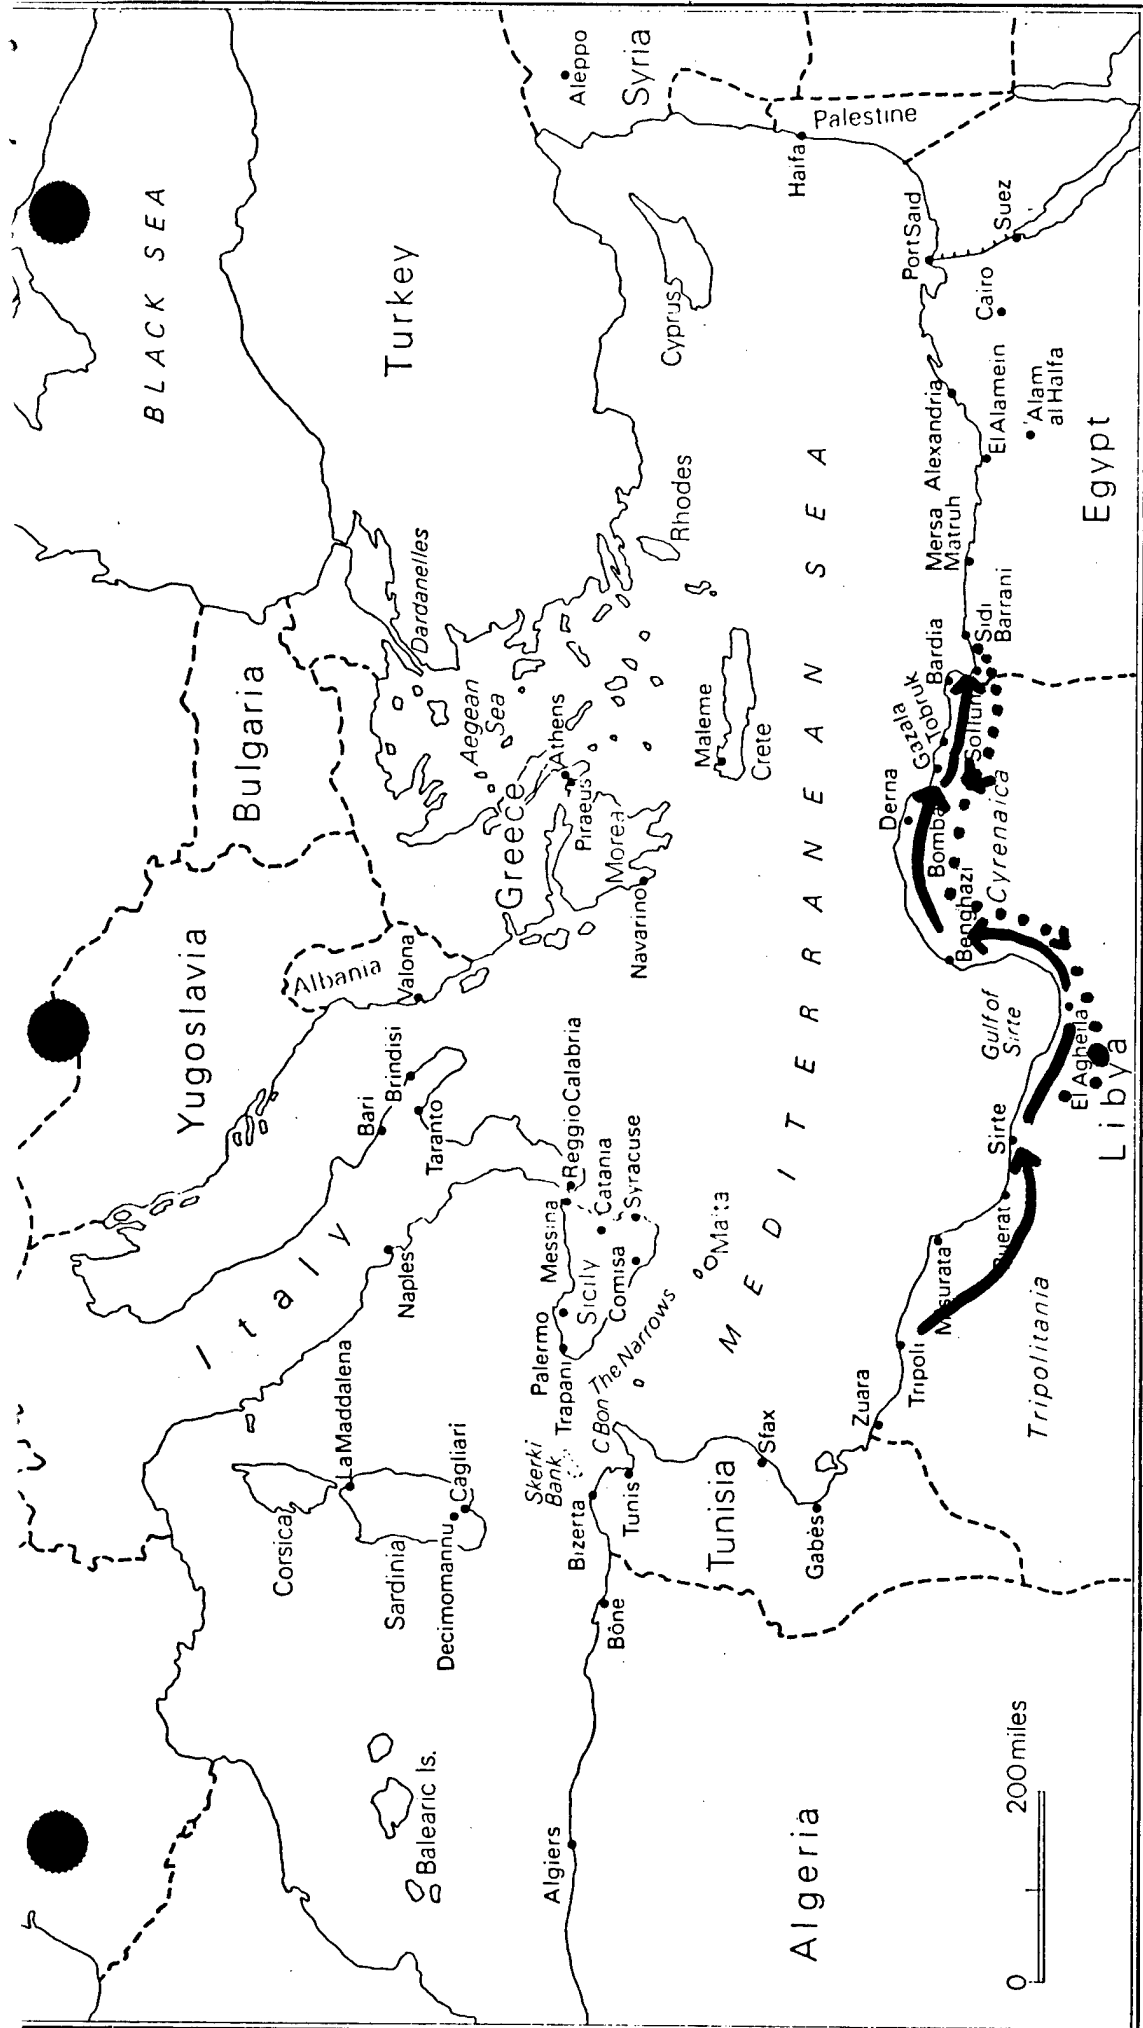 BLACK SEA
Yugoslavia
Bulgaria
Turkey
Italy
Albania
Valona
Greece
Aegean
Sea
Dardanelles
Athens
Piraeus
Morea
Navarino
Maleme
Crete
Rhodes
Cyprus
Aleppo
Syria
Haifa
Palestine
Port Said
Suez
Cairo
Alexandria
El Alamein
'Alam
al Halfa
Egypt
Mersa
Matruh
Sidi
Barrani
Bardia
Sollum
Tobruk
Gazala
Derna
Bomba
Cyrenaica
Benghazi
Gulf of
Sirte
El Agheila
Libya
Sirte
Buerat
Misurata
Tripoli
Tripolitania
Zuara
Gabès
Sfax
Tunisia
Tunis
Bizerta
C Bon
The Narrows
Skerki
Bank
Bône
Algiers
Algeria
Balearic Is.
Corsica
La Maddalena
Sardinia
Decimomannu
Cagliari
Naples
Bari
Brindisi
Taranto
Reggio Calabria
Messina
Catania
Syracuse
Sicily
Comisa
Palermo
Trapani
Malta
MEDITERRANEAN SEA
0 200 miles